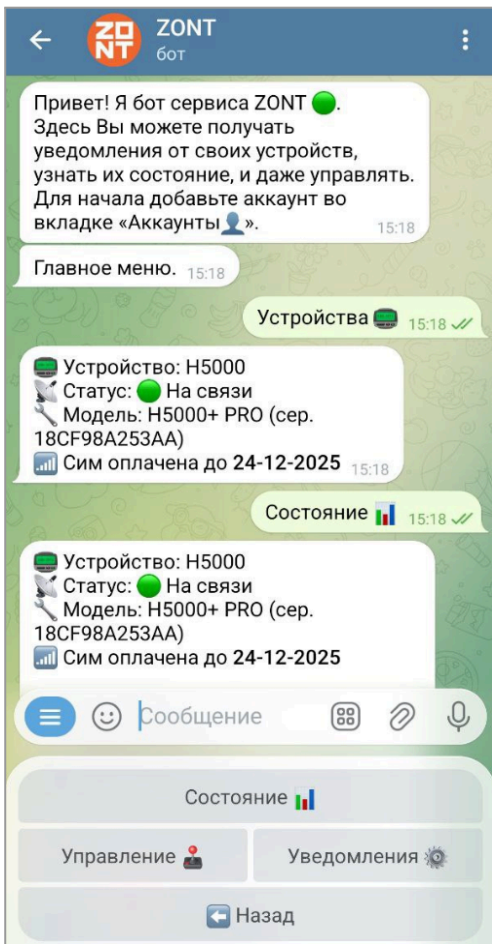 ZONT
бот
ZO
NT
Привет! Я бот сервиса ZONT 🟢.
Здесь Вы можете получать
уведомления от своих устройств,
узнать их состояние, и даже управлять.
Для начала добавьте аккаунт во
вкладке «Аккаунты👤».
15:18
Главное меню. 15:18
Устройства 📟 15:18
📟 Устройство: H5000
📡 Статус: 🟢 На связи
🔧 Модель: H5000+ PRO (сер.
18CF98A253AA)
📶 Сим оплачена до 24-12-2025 15:18
Состояние 📊 15:18
📟 Устройство: H5000
📡 Статус: 🟢 На связи
🔧 Модель: H5000+ PRO (сер.
18CF98A253AA)
📶 Сим оплачена до 24-12-2025
Сообщение
Состояние 📊
Управление 🕹
Уведомления ⚙
⬅ Назад